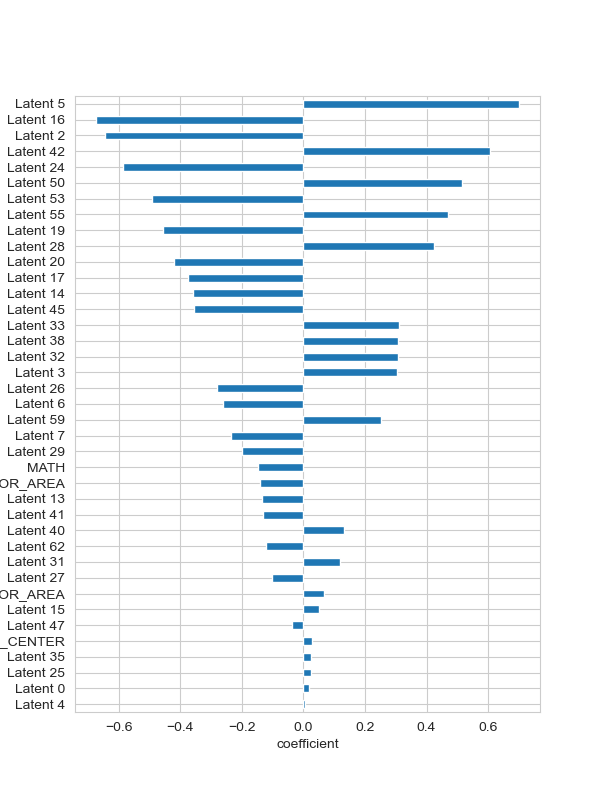 Latent 5
Latent 16
Latent 2
Latent 42
Latent 24
Latent 50
Latent 53
Latent 55
Latent 19
Latent 28
Latent 20
Latent 17
Latent 14
Latent 45
Latent 33
Latent 38
Latent 32
Latent 3
Latent 26
Latent 6
Latent 59
Latent 7
Latent 29
MATH
OR_AREA
Latent 13
Latent 41
Latent 40
Latent 62
Latent 31
Latent 27
OR_AREA
Latent 15
Latent 47
_CENTER
Latent 35
Latent 25
Latent 0
Latent 4
−0.6 −0.4 −0.2 0.0 0.2 0.4 0.6
coefficient